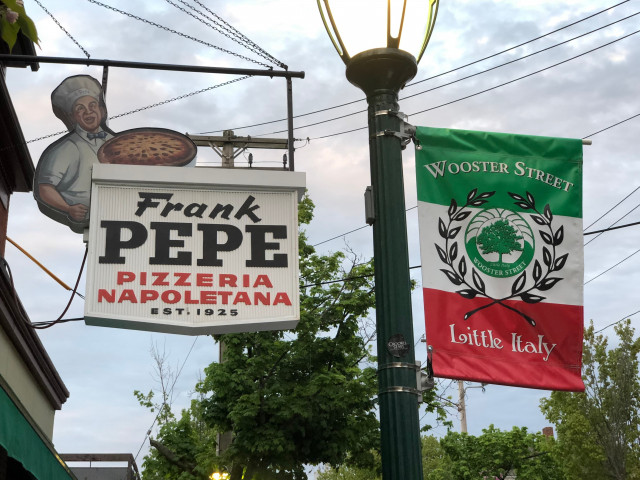 Frank
PEPE
PIZZERIA
NAPOLETANA
EST. 1925
WOOSTER STREET
WOOSTER STREET
Little Italy